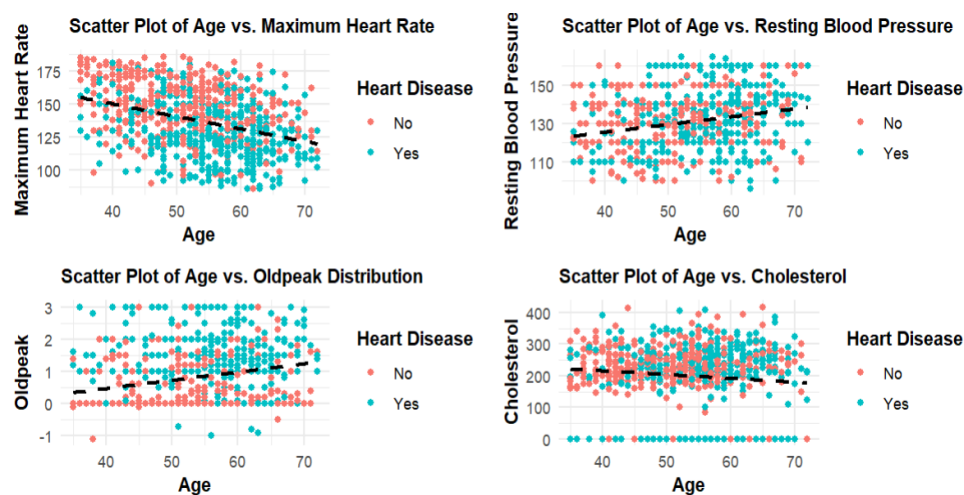 Scatter Plot of Age vs. Maximum Heart Rate
Maximum Heart Rate
175
150
125
100
40 50 60 70
Age
Heart Disease
No
Yes
Scatter Plot of Age vs. Resting Blood Pressure
Resting Blood Pressure
150
130
110
40 50 60 70
Age
Heart Disease
No
Yes
Scatter Plot of Age vs. Oldpeak Distribution
Oldpeak
3
2
1
0
-1
40 50 60 70
Age
Heart Disease
No
Yes
Scatter Plot of Age vs. Cholesterol
Cholesterol
400
300
200
100
0
40 50 60 70
Age
Heart Disease
No
Yes